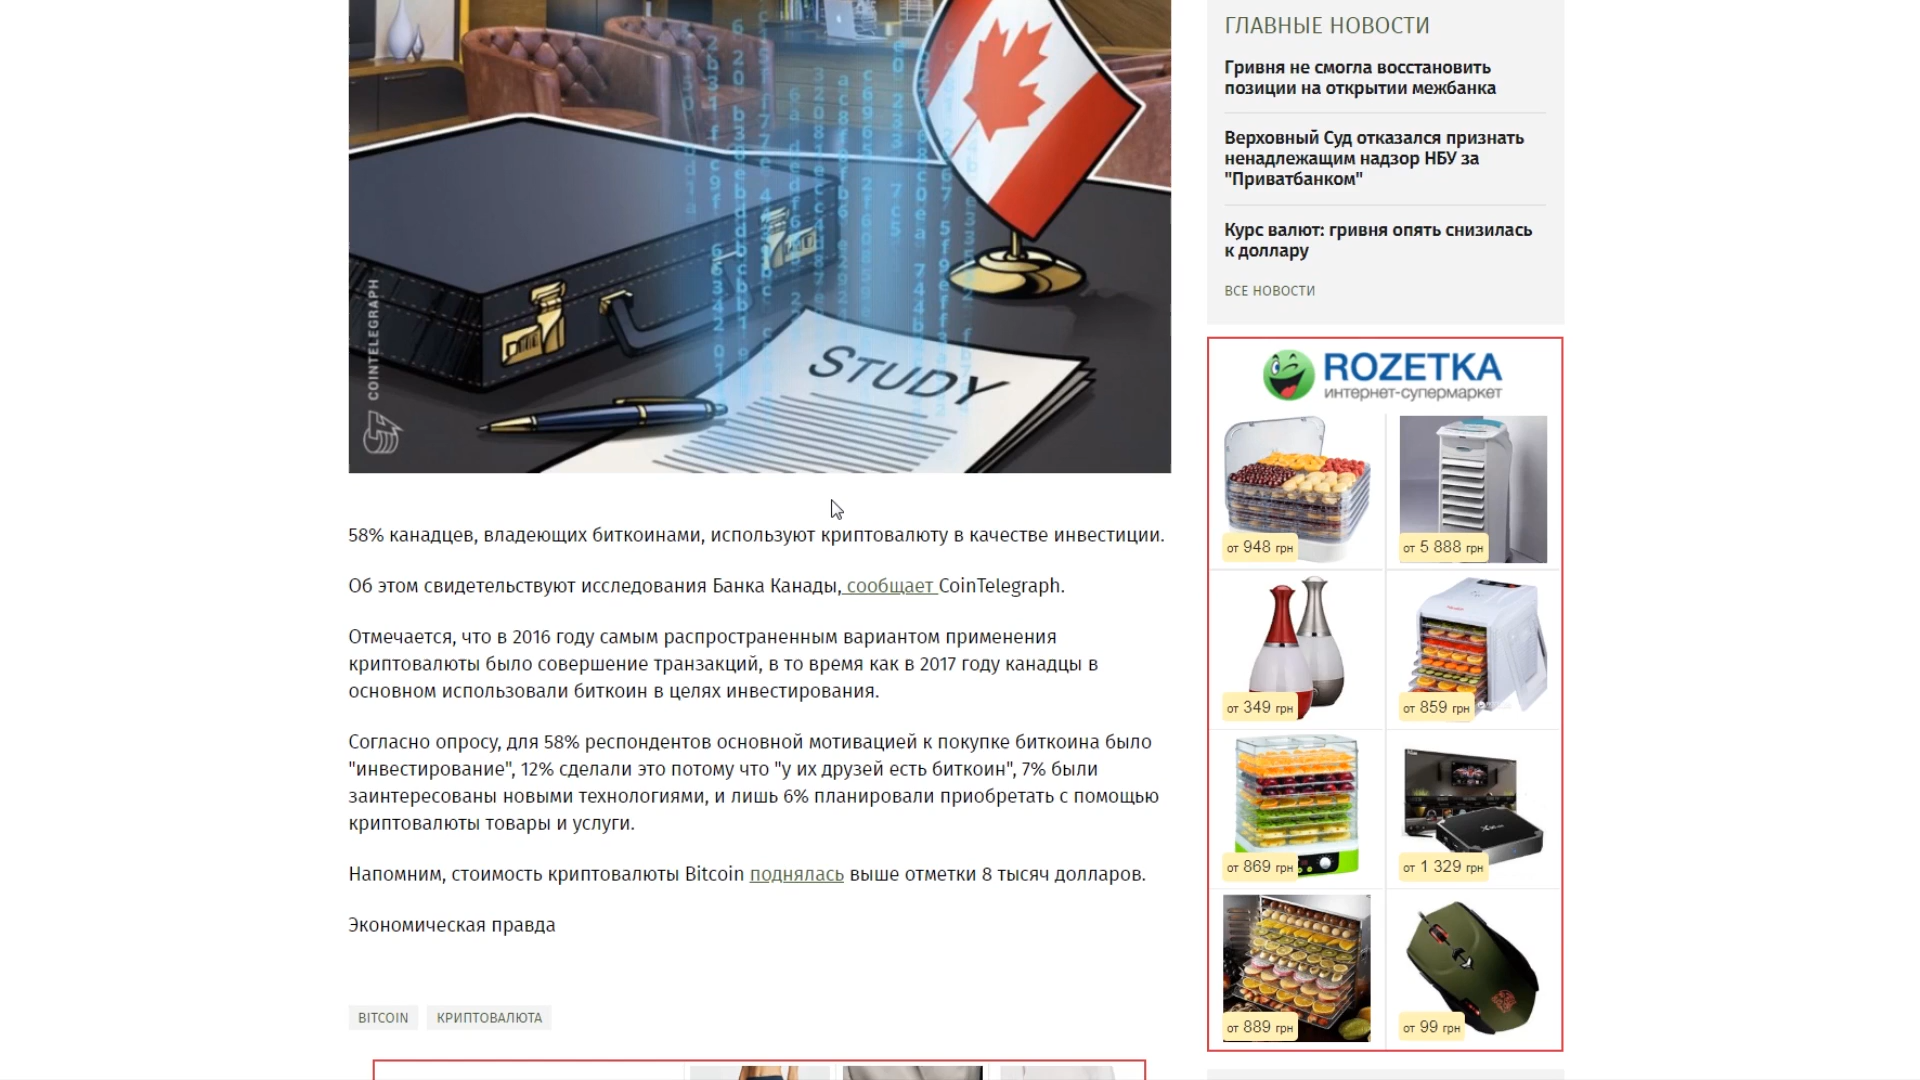 COINTELEGRAPH
STUDY
58% канадцев, владеющих биткоинами, используют криптовалюту в качестве инвестиции.
Об этом свидетельствуют исследования Банка Канады, сообщает CoinTelegraph.
Отмечается, что в 2016 году самым распространенным вариантом применения
криптовалюты было совершение транзакций, в то время как в 2017 году канадцы в
основном использовали биткоин в целях инвестирования.
Согласно опросу, для 58% респондентов основной мотивацией к покупке биткоина было
"инвестирование", 12% сделали это потому что "у их друзей есть биткоин", 7% были
заинтересованы новыми технологиями, и лишь 6% планировали приобретать с помощью
криптовалюты товары и услуги.
Напомним, стоимость криптовалюты Bitcoin поднялась выше отметки 8 тысяч долларов.
Экономическая правда
BITCOIN
КРИПТОВАЛЮТА
ГЛАВНЫЕ НОВОСТИ
Гривня не смогла восстановить
позиции на открытии межбанка
Верховный Суд отказался признать
ненадлежащим надзор НБУ за
"Приватбанком"
Курс валют: гривня опять снизилась
к доллару
ВСЕ НОВОСТИ
ROZETKA
интернет-супермаркет
от 948 грн
от 5 888 грн
от 349 грн
от 859 грн
от 869 грн
от 1 329 грн
от 889 грн
от 99 грн